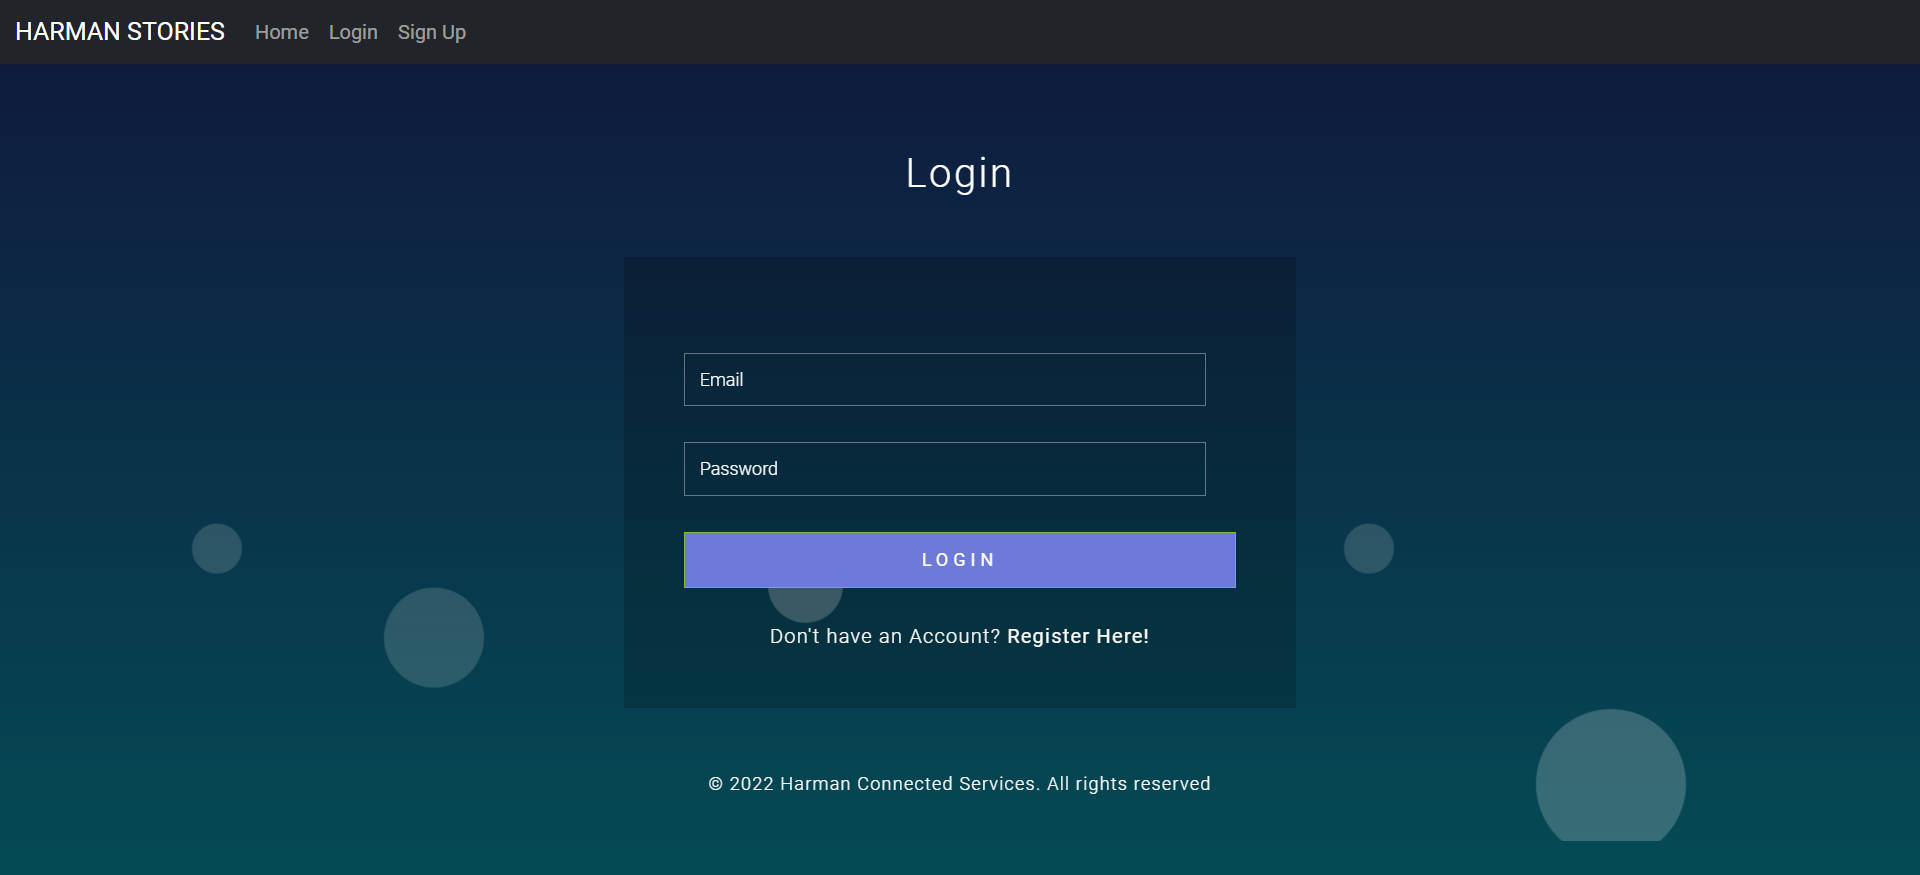 HARMAN STORIES Home Login Sign Up
Login
Email
Password
LOGIN
Don't have an Account? Register Here!
© 2022 Harman Connected Services. All rights reserved